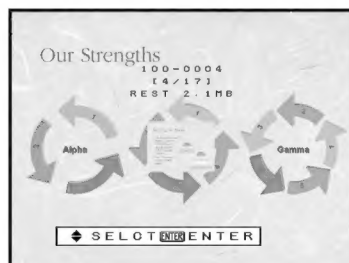 Our Strengths
100-0004
[4/17]
REST 2.1MB
Alpha
Gamma
SELCT ENTER ENTER